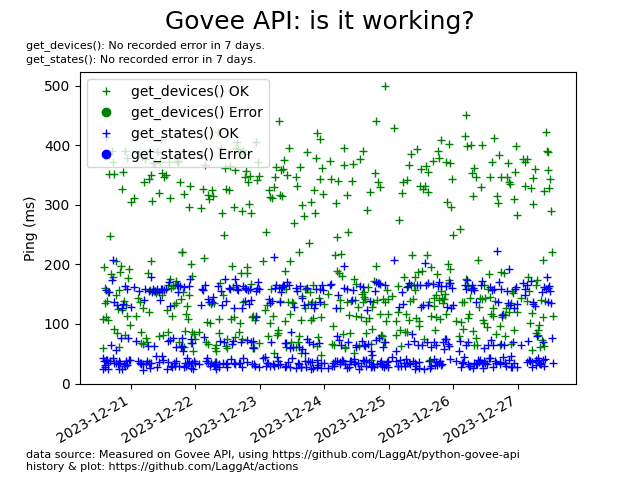 Govee API: is it working?
get_devices(): No recorded error in 7 days.
get_states(): No recorded error in 7 days.
get_devices() OK
get_devices() Error
get_states() OK
get_states() Error
Ping (ms)
500
400
300
200
100
0
2023-12-21
2023-12-22
2023-12-23
2023-12-24
2023-12-25
2023-12-26
2023-12-27
data source: Measured on Govee API, using https://github.com/LaggAt/python-govee-api
history & plot: https://github.com/LaggAt/actions